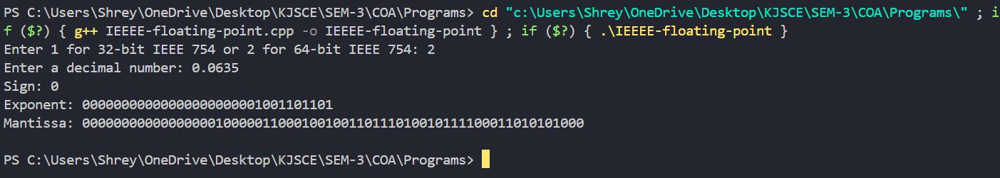 PS C:\Users\Shrey\OneDrive\Desktop\KJSCE\SEM-3\COA\Programs> cd "c:\Users\Shrey\OneDrive\Desktop\KJSCE\SEM-3\COA\Programs\" ; i
f ($?) { g++ IEEEE-floating-point.cpp -o IEEEE-floating-point } ; if ($?) { .\IEEEE-floating-point }
Enter 1 for 32-bit IEEE 754 or 2 for 64-bit IEEE 754: 2
Enter a decimal number: 0.0635
Sign: 0
Exponent: 00000000000000000000001001101101
Mantissa: 0000000000000000010000011000100100110111010010111100011010101000
PS C:\Users\Shrey\OneDrive\Desktop\KJSCE\SEM-3\COA\Programs>